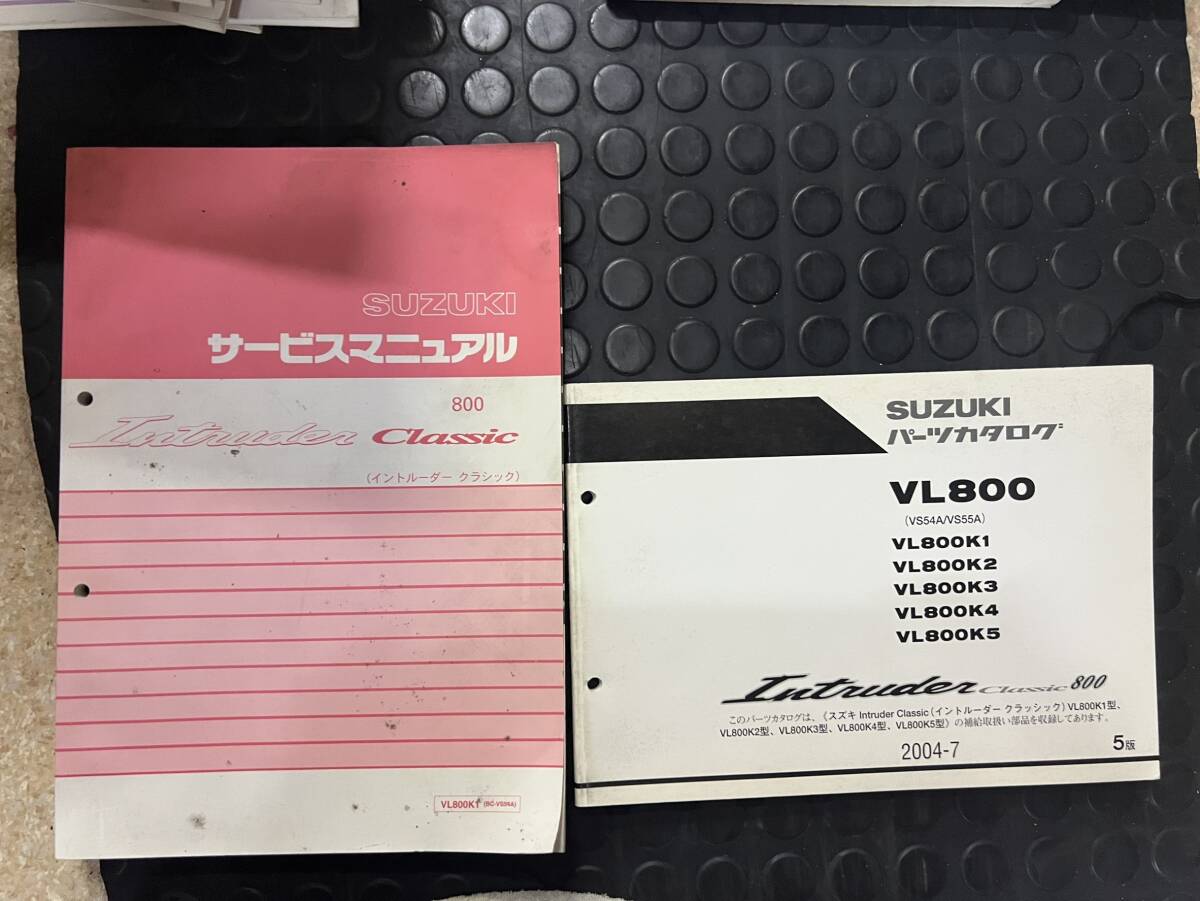 SUZUKI
サービスマニュアル
800
Intruder Classic
(イントルーダー クラシック)
VL800K1 (BC-VS54A)
SUZUKI
パーツカタログ
VL800
(VS54A/VS55A)
VL800K1
VL800K2
VL800K3
VL800K4
VL800K5
Intruder Classic 800
このパーツカタログは、《スズキ Intruder Classic(イントルーダー クラッシック)VL800K1型、
VL800K2型、VL800K3型、VL800K4型、VL800K5型》の補給取扱い部品を収録してあります。
2004-7
5版